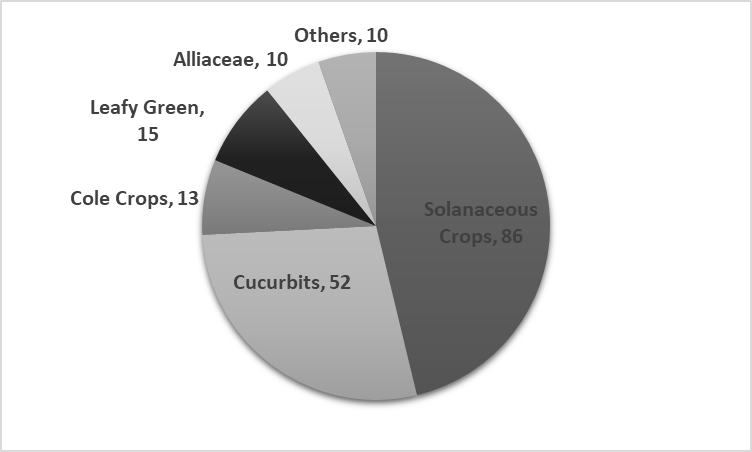 Others, 10
Alliaceae, 10
Leafy Green,
15
Cole Crops, 13
Solanaceous
Crops, 86
Cucurbits, 52